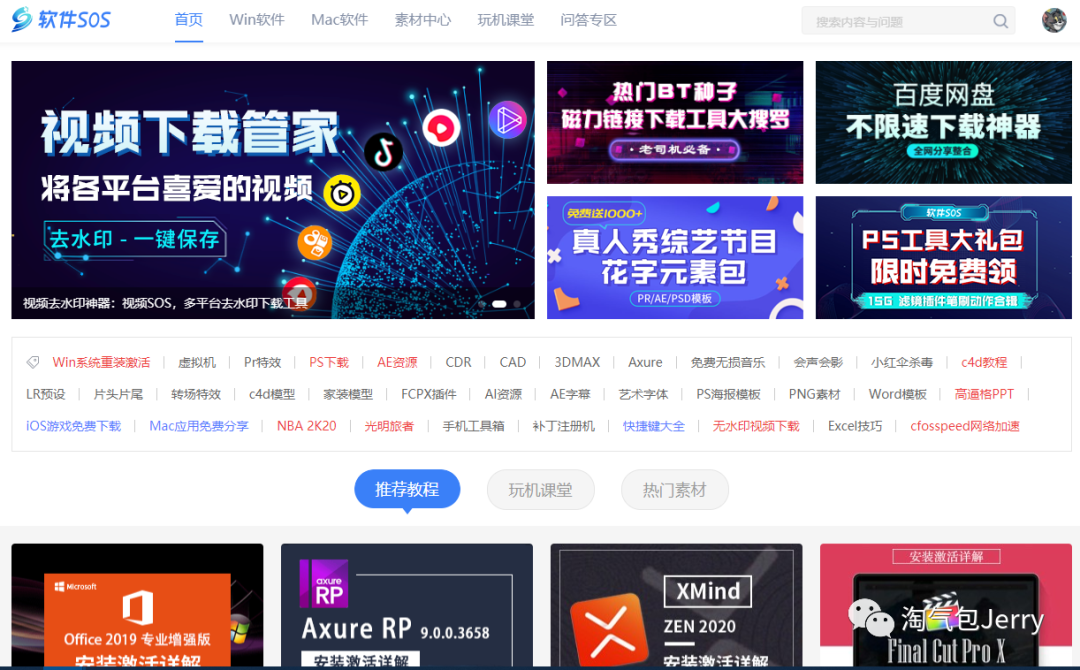 软件SOS
首页 Win软件 Mac软件 素材中心 玩机课堂 问答专区
搜索内容与问题
视频下载管家
将各平台喜爱的视频
去水印 - 一键保存
视频去水印神器：视频SOS，多平台去水印下载工具
热门BT种子
磁力链接下载工具大搜罗
· 老司机必备 ·
百度网盘
不限速下载神器
全网分享整合
免费送1000+
真人秀综艺节目
花字元素包
PR/AE/PSD模板
软件SOS
PS工具大礼包
限时免费领
15G 滤镜插件笔刷动作合辑
Win系统重装激活 虚拟机 Pr特效 PS下载 AE资源 CDR CAD 3DMAX Axure 免费无损音乐 会声会影 小红伞杀毒 c4d教程
LR预设 片头片尾 转场特效 c4d模型 家装模型 FCPX插件 AI资源 AE字幕 艺术字体 PS海报模板 PNG素材 Word模板 高逼格PPT
iOS游戏免费下载 Mac应用免费分享 NBA 2K20 光明旅者 手机工具箱 补丁注册机 快捷键大全 无水印视频下载 Excel技巧 cfosspeed网络加速
推荐教程 玩机课堂 热门素材
Microsoft
Office 2019 专业增强版
安装激活详解
axure
RP
Axure RP 9.0.0.3658
安装激活详解
XMind
ZEN 2020
安装激活详解
安装激活详解
淘气包Jerry
Final Cut Pro X